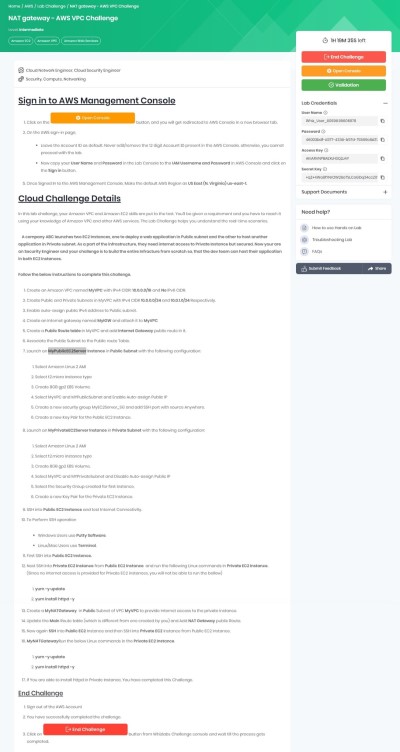 Home / AWS / Lab Challenge / NAT gateway - AWS VPC Challenge
NAT gateway - AWS VPC Challenge
Level: Intermediate
Amazon EC2
Amazon VPC
Amazon Web Services
Cloud Network Engineer, Cloud Security Engineer
Security, Compute, Networking
Sign in to AWS Management Console
1. Click on the Open Console button, and you will get redirected to AWS Console in a new browser tab.
2. On the AWS sign-in page,
Leave the Account ID as default. Never edit/remove the 12 digit Account ID present in the AWS Console. otherwise, you cannot
proceed with the lab.
Now copy your User Name and Password in the Lab Console to the IAM Username and Password in AWS Console and click on
the Sign in button.
3. Once Signed In to the AWS Management Console, Make the default AWS Region as US East (N. Virginia) us-east-1.
Cloud Challenge Details
In this lab challenge, your Amazon VPC and Amazon EC2 skills are put to the test. You'll be given a requirement and you have to reach it
using your knowledge of Amazon VPC and other AWS services. The Lab Challenge helps you understand the real-time scenarios.
A company ABC launches two EC2 Instances, one to deploy a web application in Public Subnet and the other to host another
application in Private subnet. As a part of the Infrastructure, they need internet access to Private Instance but secured. Now your are
an Security Engineer and your challenge is to build the entire infrastructure from scratch so, that the dev team can host their application
in both EC2 Instances.
Follow the below instructions to complete this challenge.
1. Create an Amazon VPC named MyVPC with IPv4 CIDR 10.0.0.0/16 and No IPv6 CIDR.
2. Create Public and Private Subnets in MyVPC with IPv4 CIDR 10.0.0.0/24 and 10.0.1.0/24 Respectively.
3. Enable auto-assign public IPv4 address to Public subnet.
4. Create an Internet gateway named MyIGW and attach it to MyVPC
5. Create a Public Route table in MyVPC and add Internet Gateway public route in it.
6. Associate the Public Subnet to the Public Route Table.
7. Launch an MyPublicEC2Server Instance in Public Subnet with the following configuration:
1. Select Amazon Linux 2 AMI
2. Select t2.micro instance type
3. Create 8GB gp2 EBS Volume.
4. Select MyVPC and MyPublicSubnet and Enable Auto-assign Public IP
5. Create a new security group MyEC2Server_SG and add SSH port with source Anywhere.
6. Create a new Key Pair for the Public EC2 Instance.
8. Launch an MyPrivateEC2Server Instance in Private Subnet with the following configuration:
1. Select Amazon Linux 2 AMI
2. Select t2.micro instance type
3. Create 8GB gp2 EBS Volume.
4. Select MyVPC and MyPrivateSubnet and Disable Auto-assign Public IP
5. Select the Security Group created for first instance.
6. Create a new Key Pair for the Private EC2 Instance.
9. SSH into Public EC2 Instance and test Internet Connectivity.
10. To Perform SSH operation
Windows Users use Putty Software.
Linux/Mac Users use Terminal.
11. First SSH into Public EC2 Instance.
12. Next SSH into Private EC2 Instance from Public EC2 Instance and run the following Linux commands in Private EC2 Instance.
(Since no internet access is provided for Private EC2 Instances, you will not be able to run the below)
1. yum -y update
2. yum install httpd -y
13. Create a MyNATGateway in Public Subnet of VPC MyVPC to provide internet access to the private instance.
14. Update the Main Route table (which is different from one created by you) and add NAT Gateway public Route.
15. Now again SSH into Public EC2 Instance and then SSH into Private EC2 Instance from Public EC2 Instance.
16. MyNATGateway Run the below Linux commands in the Private EC2 Instance.
1. yum -y update
2. yum install httpd -y
17. If you are able to install httpd in Private Instance, You have completed this Challenge.
End Challenge
1. Sign out of the AWS Account.
2. You have successfully completed the challenge.
3. Click on End Challenge button from Whizlabs Challenge console and wait till the process gets
completed.
1H 19M 35S left
End Challenge
Open Console
Validation
Lab Credentials
User Name
Password
Access Key
Secret Key
Support Documents
Need help?
How to use Hands on Lab
Troubleshooting Lab
FAQs
Submit Feedback
Share